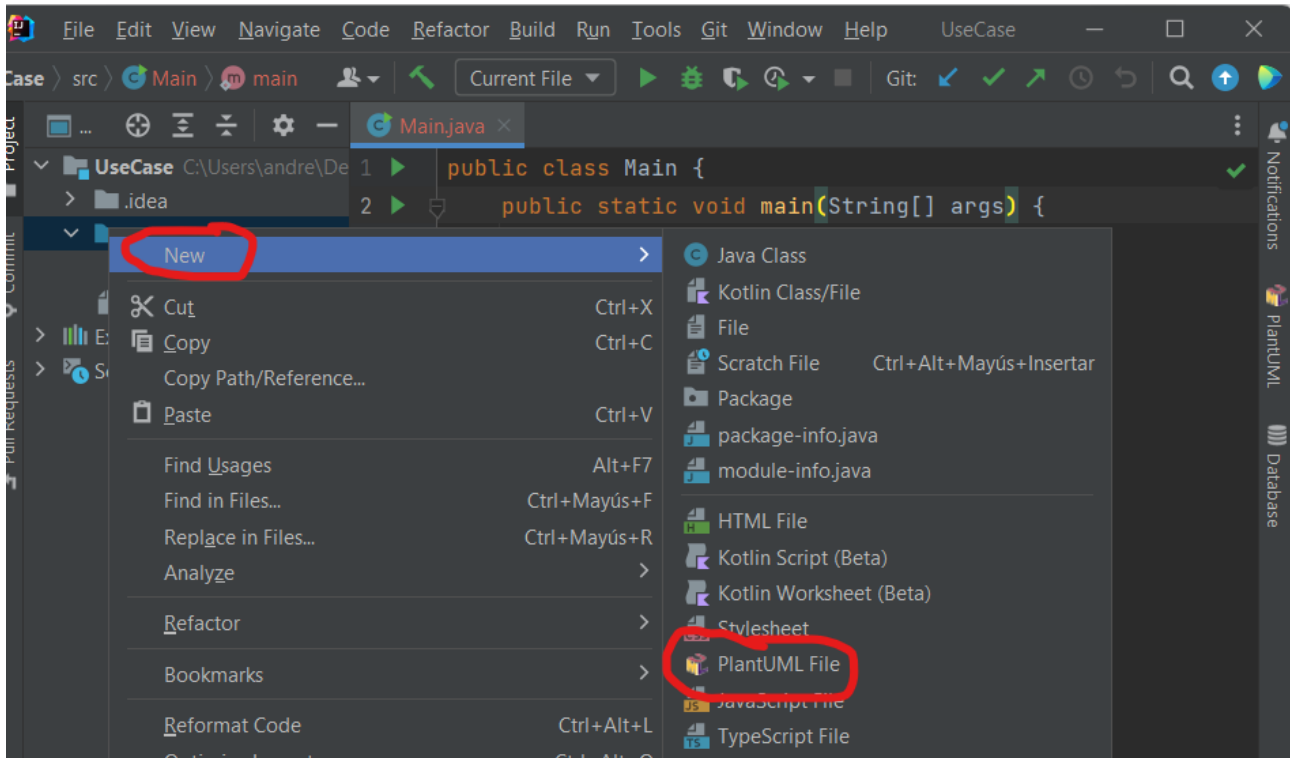 File Edit View Navigate Code Refactor Build Run Tools Git Window Help UseCase
Case src Main main Current File Git:
Project
... Main.java
UseCase C:\Users\andre\De
.idea
1 public class Main {
2 public static void main(String[] args) {
Commit
Pull Requests
New
Cut Ctrl+X
Copy Ctrl+C
Copy Path/Reference...
Paste Ctrl+V
Find Usages Alt+F7
Find in Files... Ctrl+Mayús+F
Replace in Files... Ctrl+Mayús+R
Analyze
Refactor
Bookmarks
Reformat Code Ctrl+Alt+L
Java Class
Kotlin Class/File
File
Scratch File Ctrl+Alt+Mayús+Insertar
Package
package-info.java
module-info.java
HTML File
Kotlin Script (Beta)
Kotlin Worksheet (Beta)
Stylesheet
PlantUML File
JavaScript File
TypeScript File
Notifications
PlantUML
Database